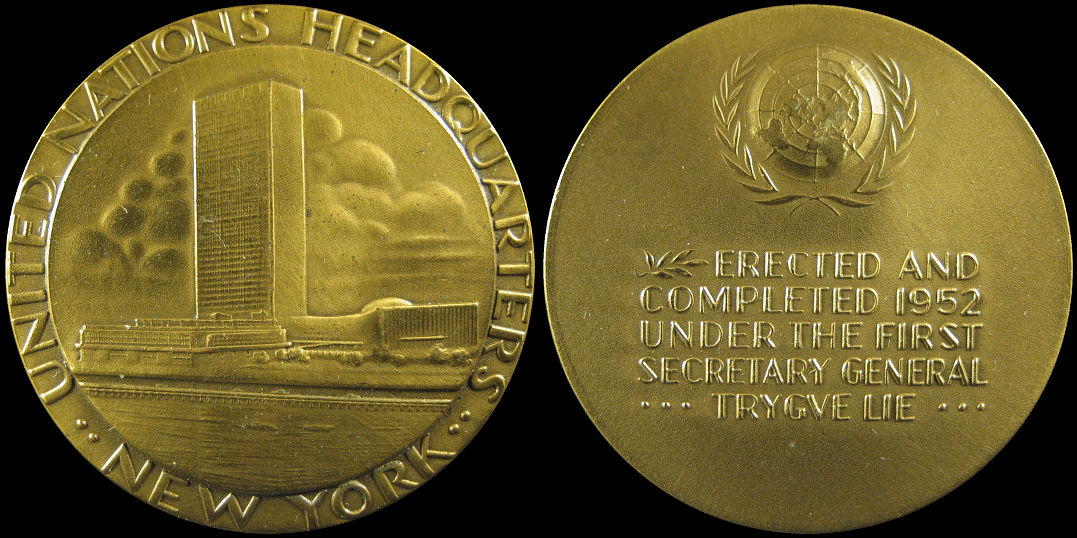 UNITED NATIONS HEADQUARTERS
·· NEW YORK ··
ERECTED AND
COMPLETED 1952
UNDER THE FIRST
SECRETARY GENERAL
··· TRYGVE LIE ···